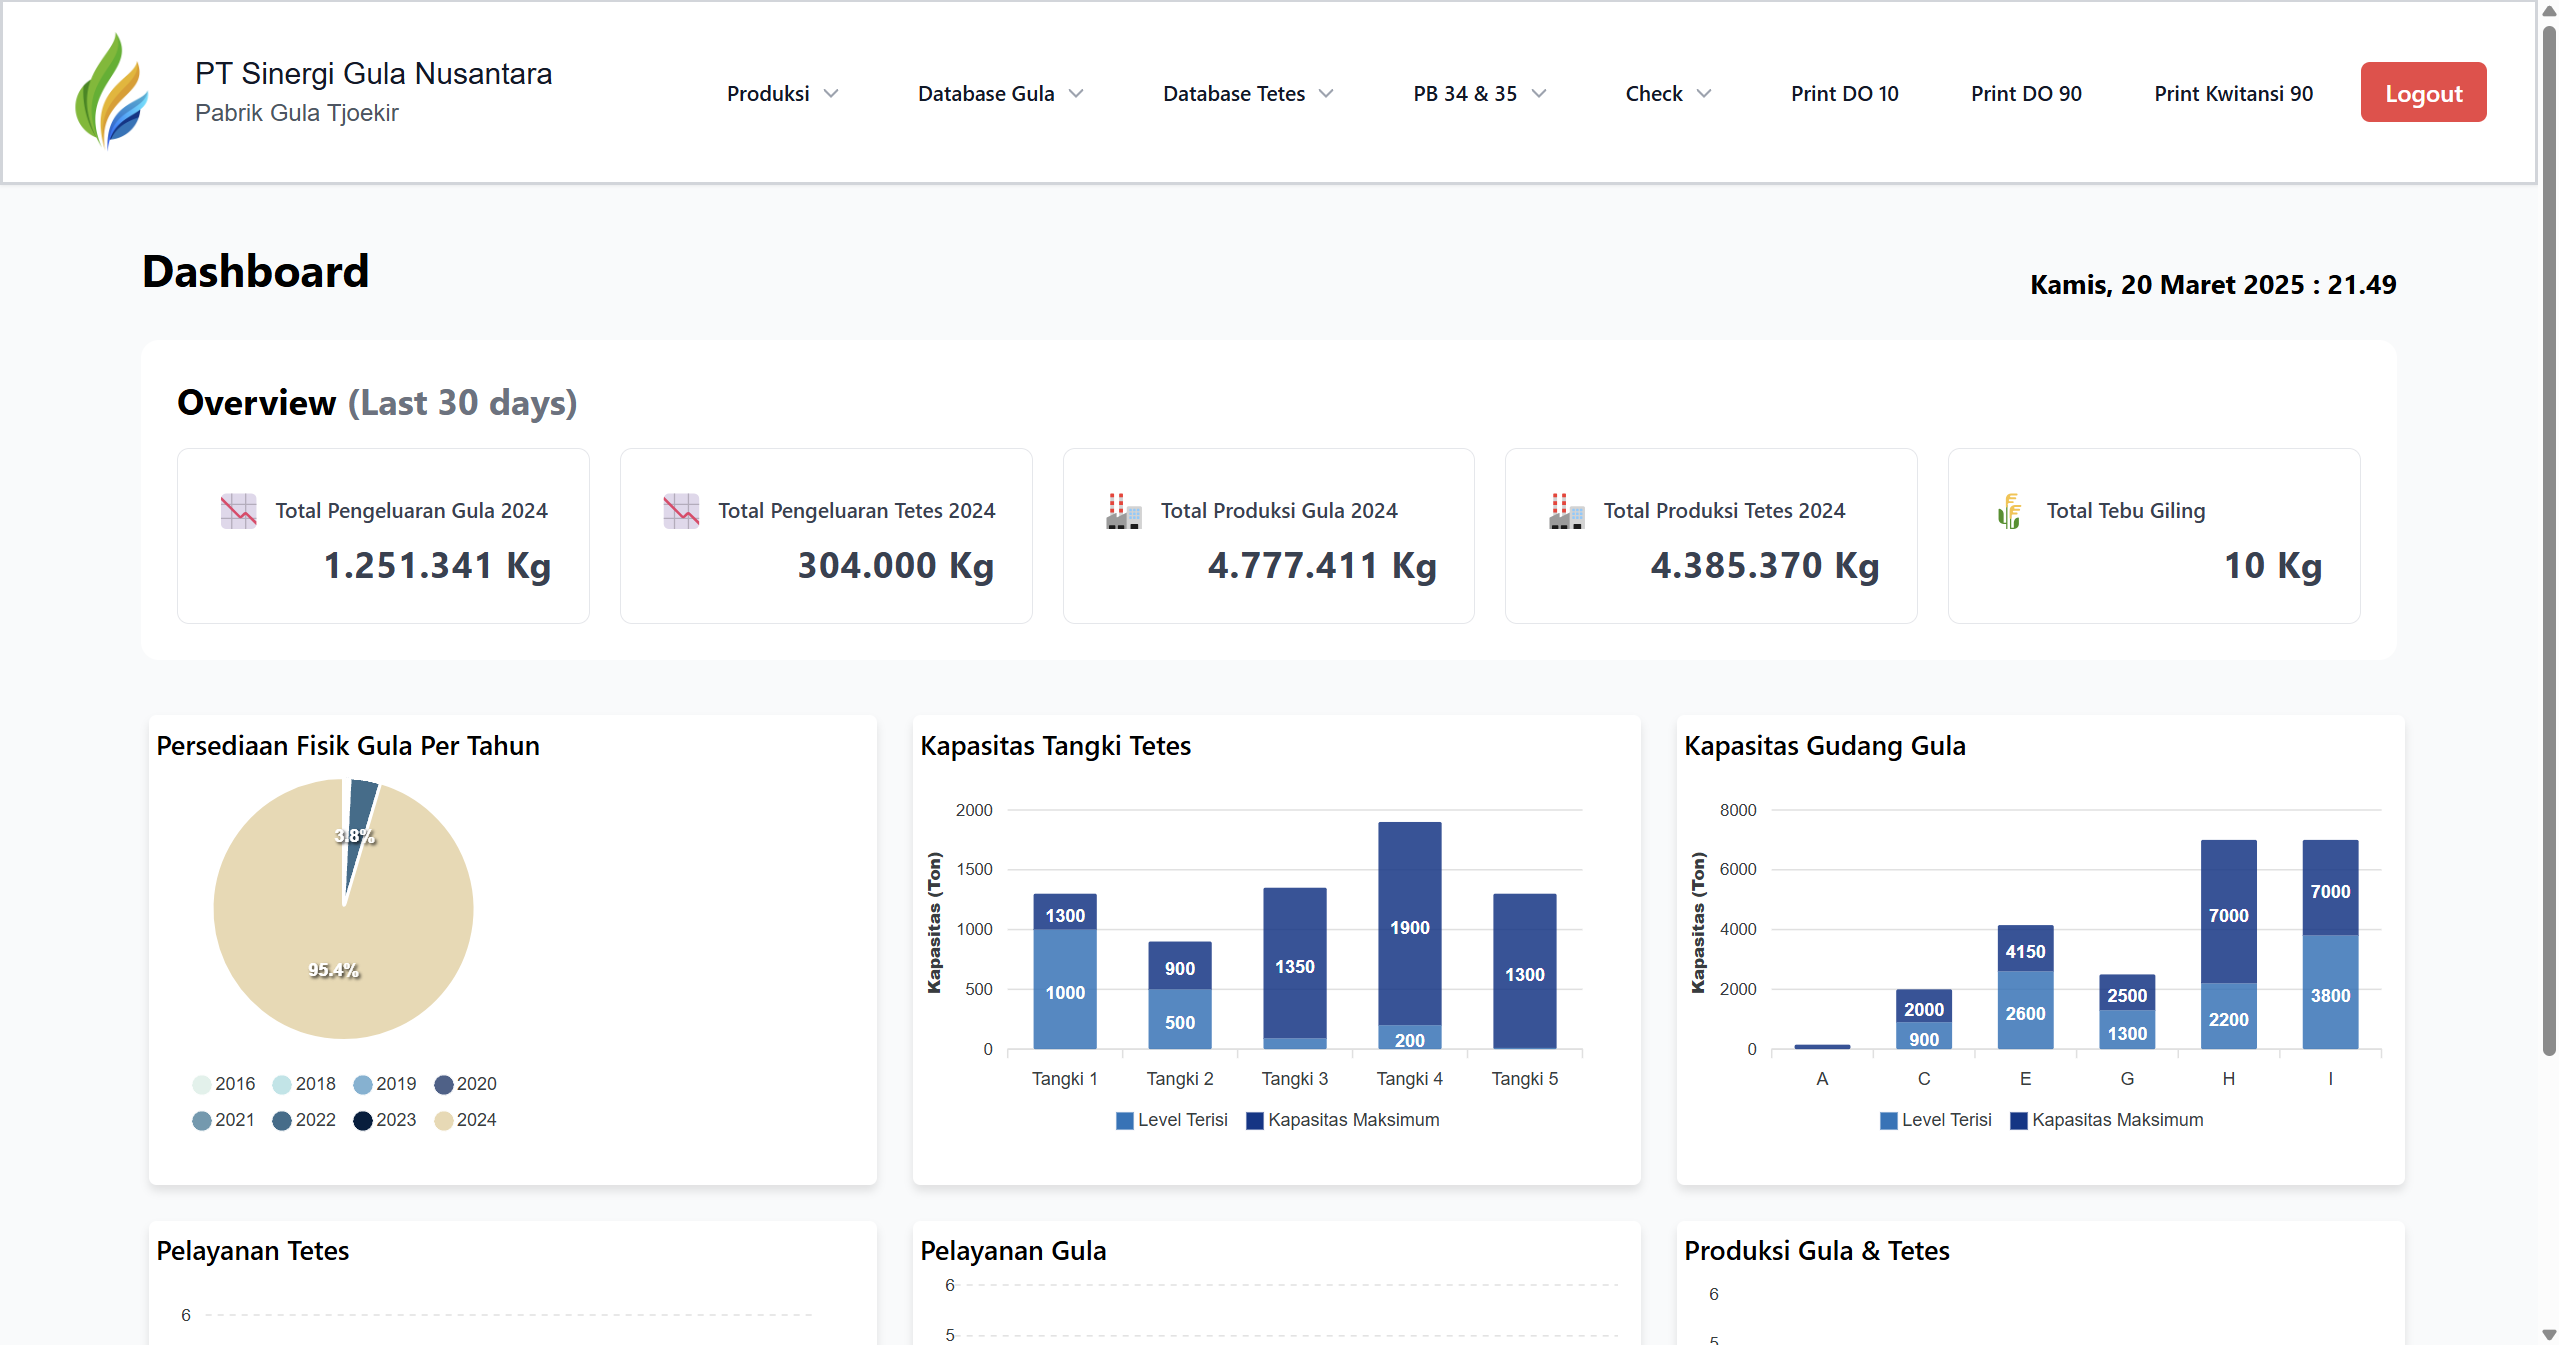 PT Sinergi Gula Nusantara
Pabrik Gula Tjoekir
Produksi
Database Gula
Database Tetes
PB 34 & 35
Check
Print DO 10
Print DO 90
Print Kwitansi 90
Logout
Dashboard
Kamis, 20 Maret 2025 : 21.49
Overview (Last 30 days)
Total Pengeluaran Gula 2024
1.251.341 Kg
Total Pengeluaran Tetes 2024
304.000 Kg
Total Produksi Gula 2024
4.777.411 Kg
Total Produksi Tetes 2024
4.385.370 Kg
Total Tebu Giling
10 Kg
Persediaan Fisik Gula Per Tahun
3.8%
95.4%
2016 2018 2019 2020
2021 2022 2023 2024
Kapasitas Tangki Tetes
Kapasitas (Ton)
2000
1500
1000
500
0
1300
1000
900
500
1350
1900
200
1300
Tangki 1 Tangki 2 Tangki 3 Tangki 4 Tangki 5
Level Terisi Kapasitas Maksimum
Kapasitas Gudang Gula
Kapasitas (Ton)
8000
6000
4000
2000
0
2000
900
4150
2600
2500
1300
7000
2200
7000
3800
A C E G H I
Level Terisi Kapasitas Maksimum
Pelayanan Tetes
6
Pelayanan Gula
6
5
Produksi Gula & Tetes
6
5